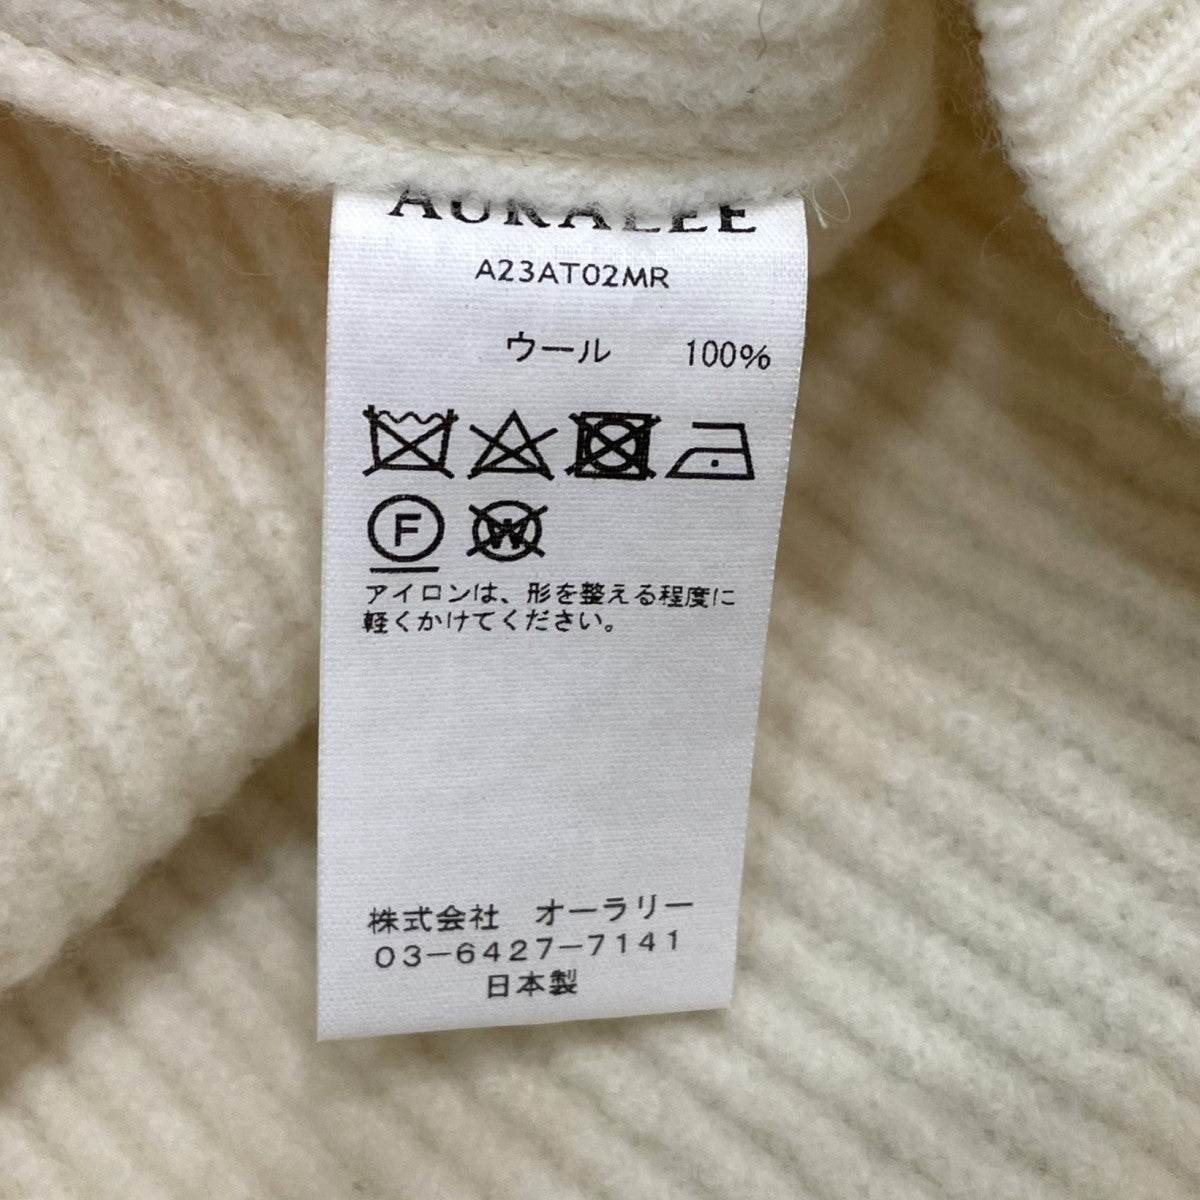 AURALEE
A23AT02MR
ウール 100%
F
W
アイロンは、形を整える程度に
軽くかけてください。
株式会社 オーラリー
03-6427-7141
日本製